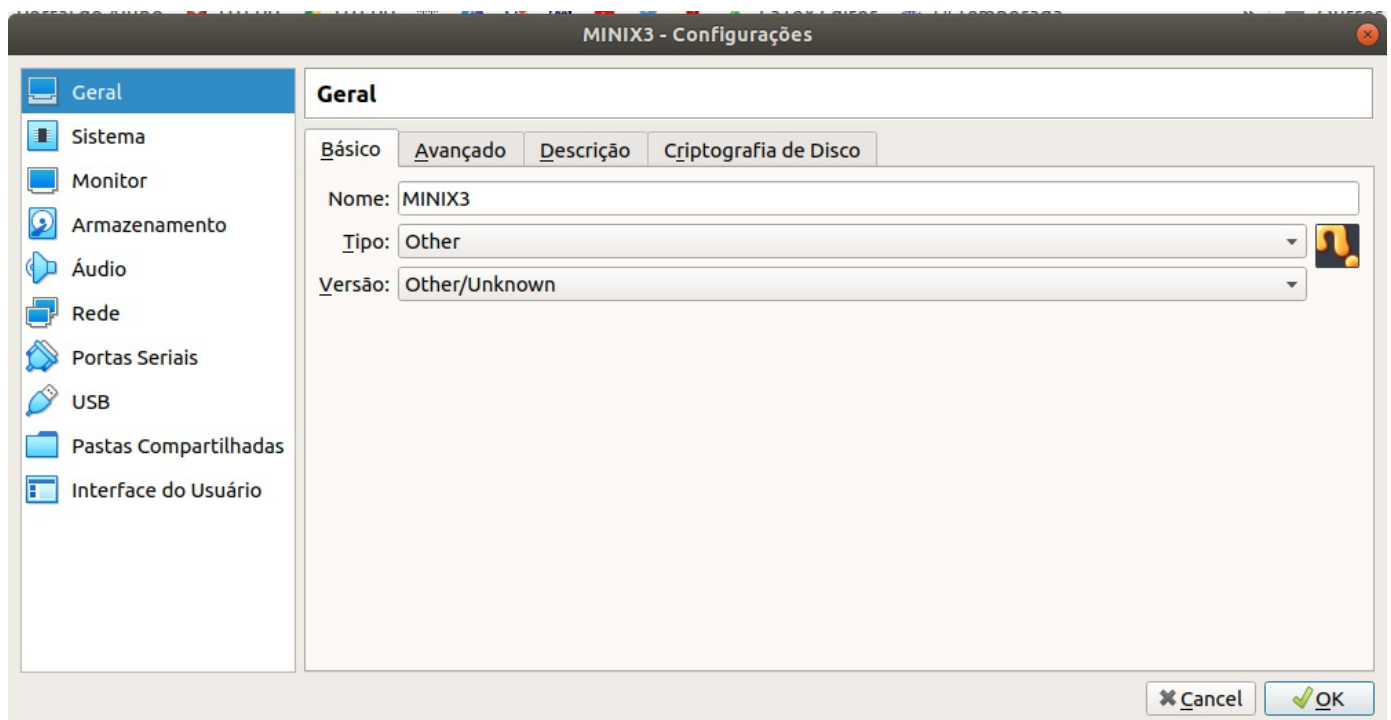 MINIX3 - Configurações
Geral
Sistema
Monitor
Armazenamento
Áudio
Rede
Portas Seriais
USB
Pastas Compartilhadas
Interface do Usuário
Geral
Básico Avançado Descrição Criptografia de Disco
Nome: MINIX3
Tipo: Other
Versão: Other/Unknown
Cancel OK